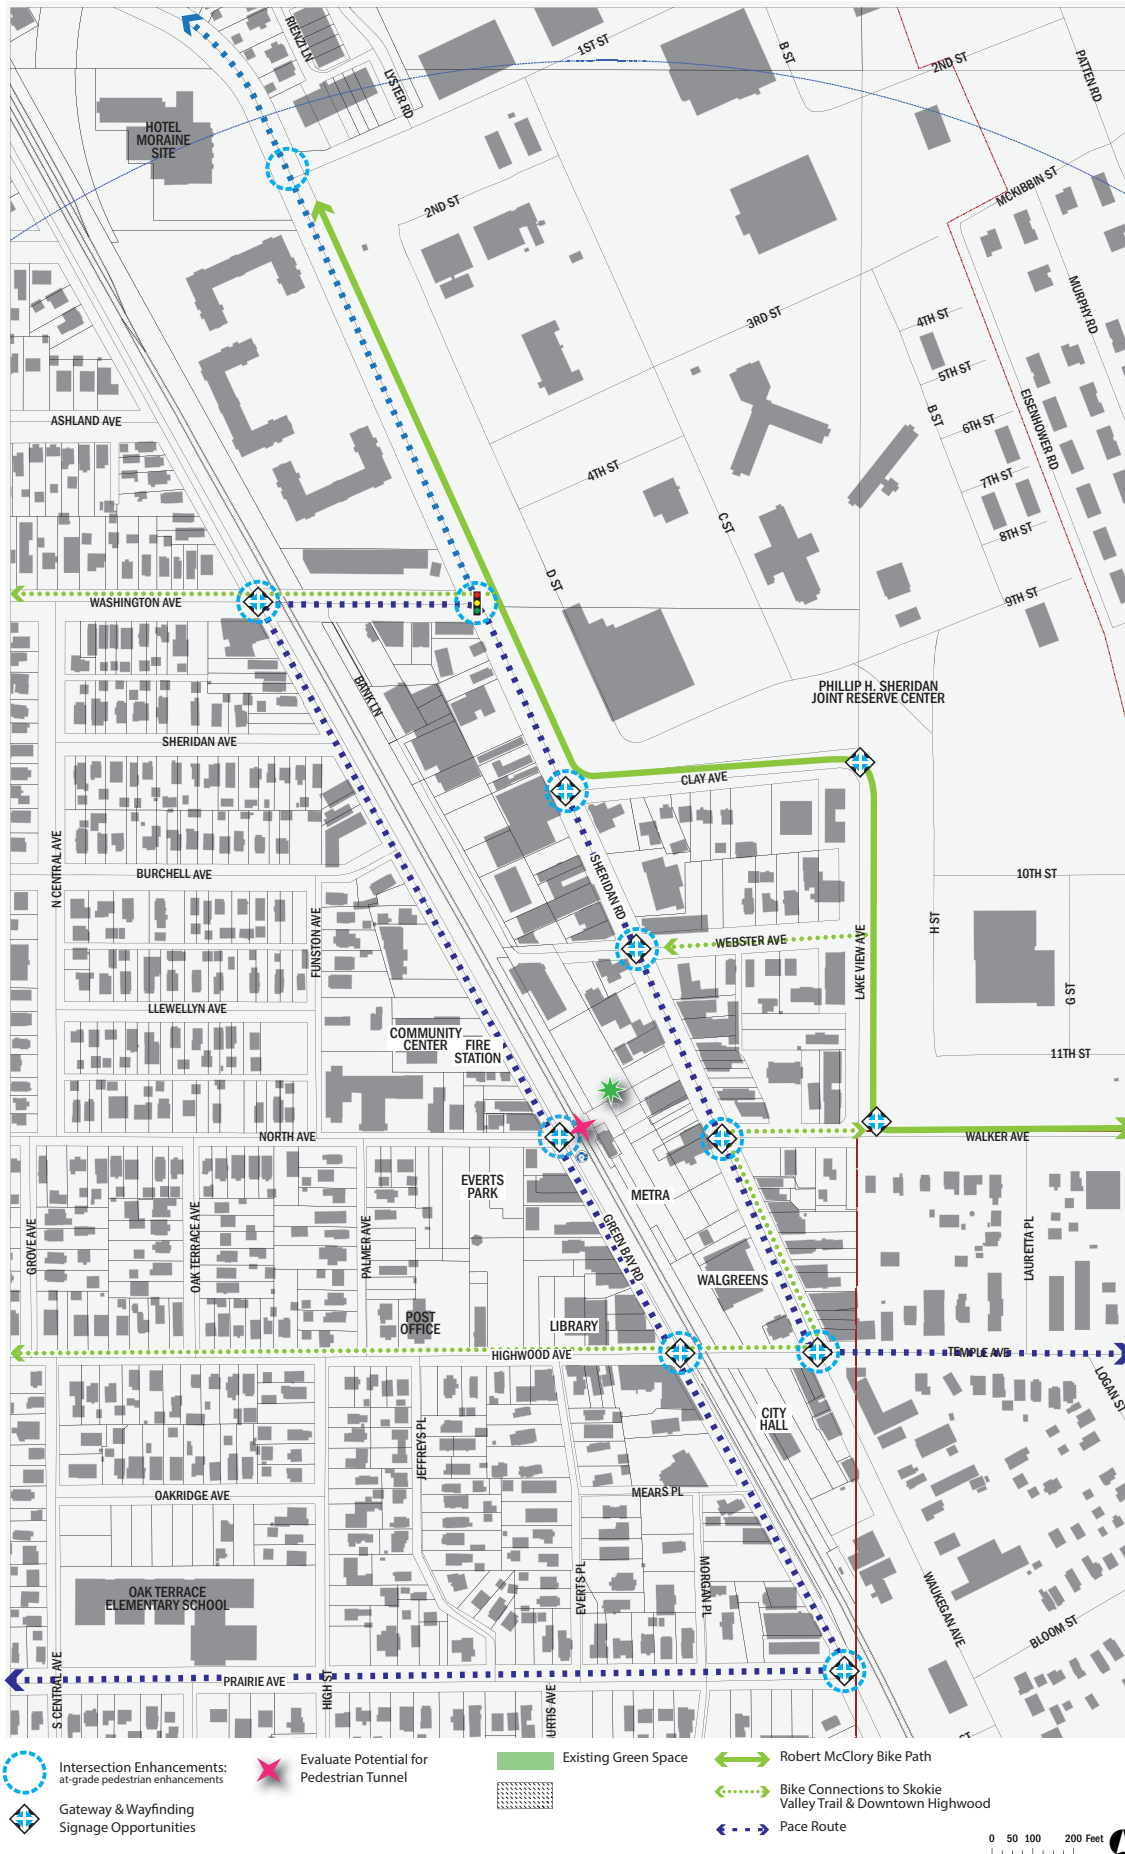 RIENZI LN
LYSTER RD
1ST ST
B ST
2ND ST
PATTEN RD
HOTEL
MORAINE
SITE
2ND ST
MCKIBBIN ST
MURPHY RD
3RD ST
4TH ST
5TH ST
B ST
6TH ST
EISENHOWER RD
ASHLAND AVE
4TH ST
7TH ST
C ST
8TH ST
D ST
9TH ST
WASHINGTON AVE
BANK LN
PHILLIP H. SHERIDAN
JOINT RESERVE CENTER
SHERIDAN AVE
CLAY AVE
N CENTRAL AVE
BURCHELL AVE
SHERIDAN RD
10TH ST
FUNSTON AVE
H ST
WEBSTER AVE
LAKE VIEW AVE
G ST
LLEWELLYN AVE
COMMUNITY
CENTER
FIRE
STATION
11TH ST
NORTH AVE
WALKER AVE
EVERTS
PARK
METRA
GROVE AVE
OAK TERRACE AVE
PALMER AVE
GREEN BAY RD
LAURETTA PL
WALGREENS
POST
OFFICE
LIBRARY
HIGHWOOD AVE
TEMPLE AVE
LOGAN ST
CITY
HALL
JEFFREYS PL
OAKRIDGE AVE
MEARS PL
OAK TERRACE
ELEMENTARY SCHOOL
EVERTS PL
MORGAN PL
WAUKEGAN AVE
BLOOM ST
S CENTRAL AVE
PRAIRIE AVE
HIGH ST
URTIS AVE
ST
Intersection Enhancements:
at-grade pedestrian enhancements
Gateway & Wayfinding
Signage Opportunities
Evaluate Potential for
Pedestrian Tunnel
Existing Green Space
Robert McClory Bike Path
Bike Connections to Skokie
Valley Trail & Downtown Highwood
Pace Route
0 50 100 200 Feet